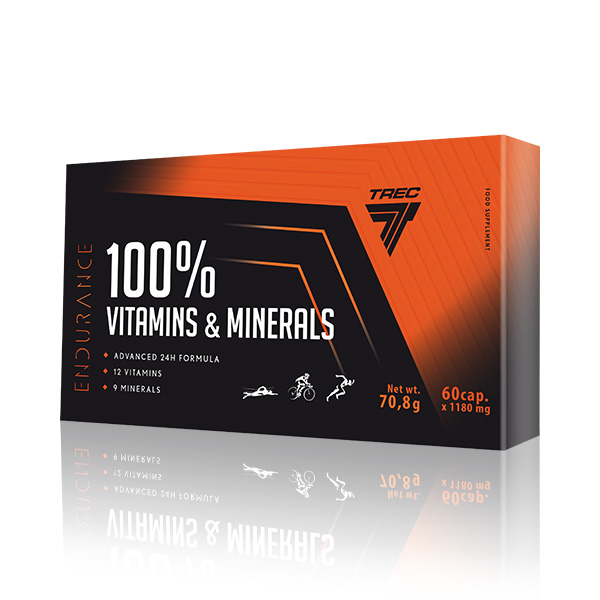 ENDURANCE
TREC
FOOD SUPPLEMENT
100%
VITAMINS & MINERALS
ADVANCED 24H FORMULA
12 VITAMINS
9 MINERALS
Net wt.
70,8g
60cap.
x 1180 mg